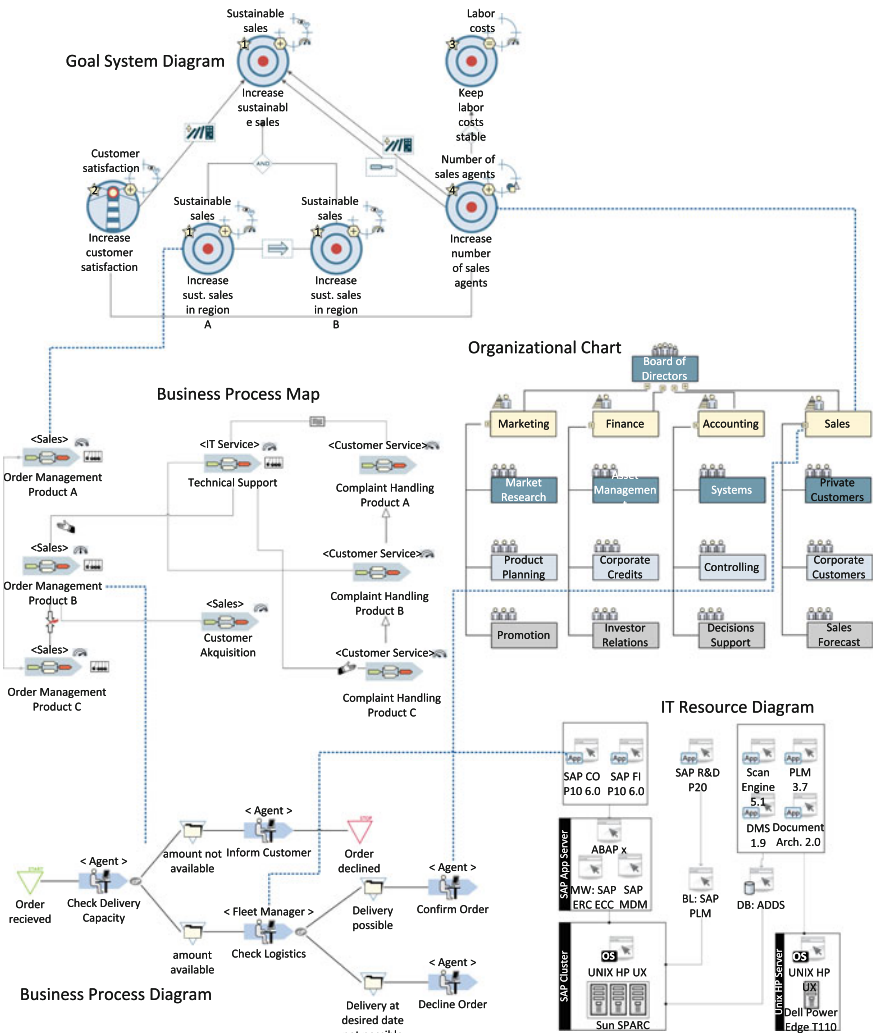 Sustainable
sales
1
Increase
sustainabl
e sales
Labor
costs
3
Keep
labor
costs
stable
Goal System Diagram
Customer
satisfaction
2
Increase
customer
satisfaction
AND
Number of
sales agents
4
Increase
number
of sales
agents
Sustainable
sales
1
Increase
sust. sales
in region
A
Sustainable
sales
1
Increase
sust. sales
in region
B
Organizational Chart
Board of
Directors
Marketing
Finance
Accounting
Sales
Market
Research
Asset
Managemen
Systems
Private
Customers
Product
Planning
Corporate
Credits
Controlling
Corporate
Customers
Promotion
Investor
Relations
Decisions
Support
Sales
Forecast
Business Process Map
<Sales>
Order Management
Product A
<IT Service>
Technical Support
<Customer Service>
Complaint Handling
Product A
<Sales>
Order Management
Product B
<Customer Service>
Complaint Handling
Product B
<Sales>
Customer
Akquisition
<Sales>
Order Management
Product C
<Customer Service>
Complaint Handling
Product C
IT Resource Diagram
App
SAP CO
P10 6.0
App
SAP FI
P10 6.0
App
SAP R&D
P20
App
Scan
Engine
5.1
App
PLM
3.7
App
DMS
1.9
App
Document
Arch. 2.0
SAP App Server
ABAP x
MW: SAP
ERC ECC
SAP
MDM
BL: SAP
PLM
DB: ADDS
SAP Cluster
OS
UNIX HP UX
Sun SPARC
Unix HP Server
OS
UNIX HP
UX
Dell Power
Edge T110
START
Order
recieved
< Agent >
Check Delivery
Capacity
amount not
available
< Agent >
Inform Customer
STOP
Order
declined
amount
available
< Fleet Manager >
Check Logistics
Delivery
possible
< Agent >
Confirm Order
Delivery at
desired date
not possible
< Agent >
Decline Order
Business Process Diagram